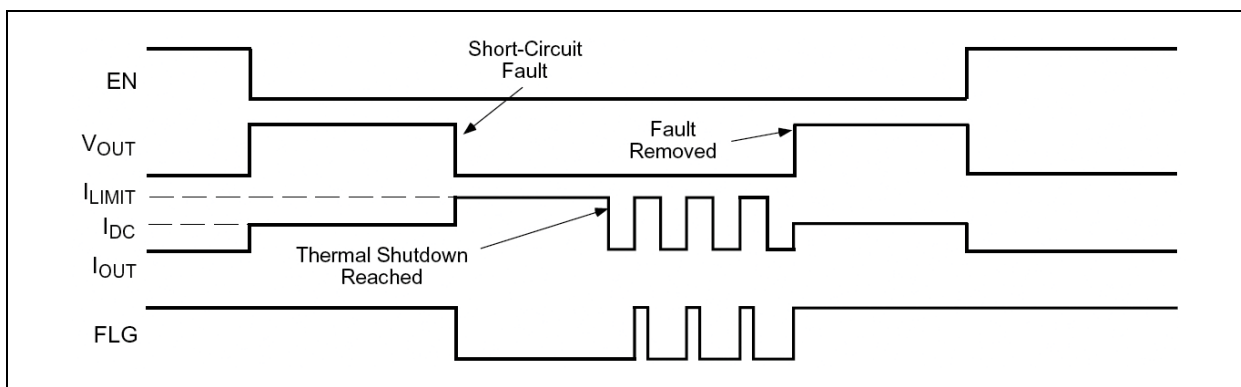 EN
Short-Circuit
Fault
VOUT
Fault
Removed
ILIMIT
IDC
Thermal Shutdown
Reached
IOUT
FLG